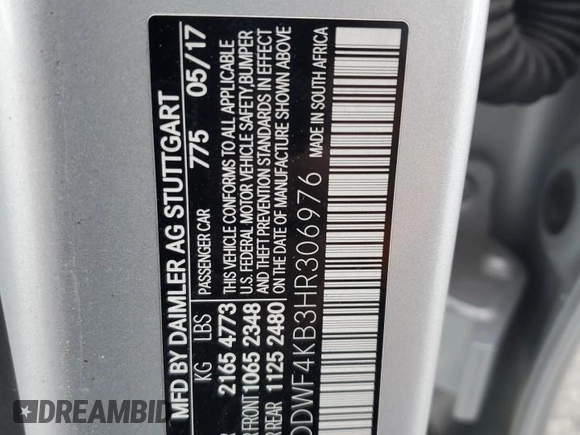 MFD BY DAIMLER AG STUTTGART
KG LBS PASSENGER CAR 775 05/17
2165 4773 THIS VEHICLE CONFORMS TO ALL APPLICABLE
FRONT 1065 2348 U.S. FEDERAL MOTOR VEHICLE SAFETY, BUMPER
REAR 1125 2480 AND THEFT PREVENTION STANDARDS IN EFFECT
ON THE DATE OF MANUFACTURE SHOWN ABOVE
DDWF4KB3HR306976 MADE IN SOUTH AFRICA
DREAMBID